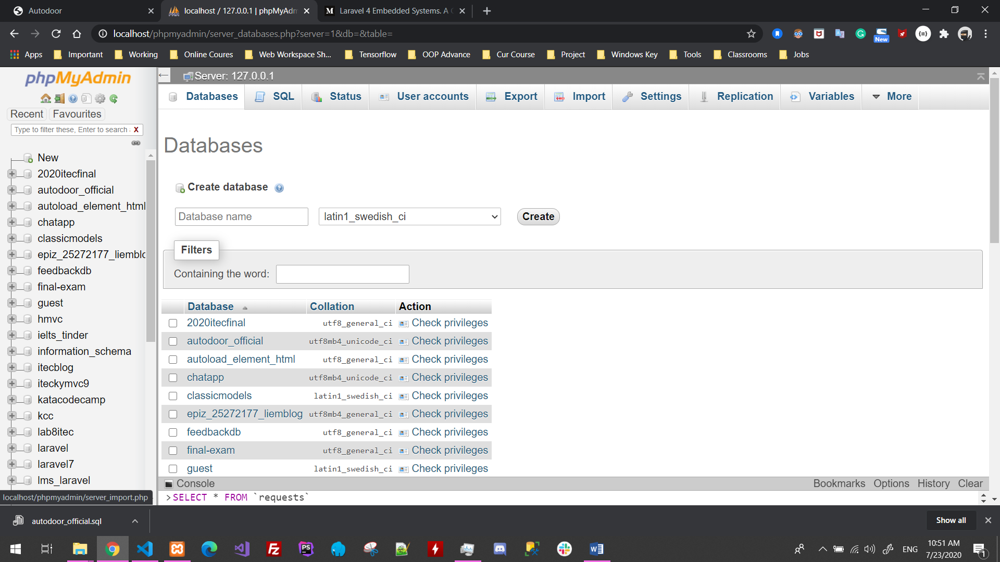 Autodoor
localhost / 127.0.0.1 | phpMyAdm
M Laravel 4 Embedded Systems. A C
localhost/phpmyadmin/server_databases.php?server=1&db=&table=
New
Apps Important Working Online Coures Web Workspace Sh... Tensorflow OOP Advance Cur Course Project Windows Key Tools Classrooms Jobs
phpMyAdmin
Recent Favourites
Type to filter these, Enter to search X
New
2020itecfinal
autodoor_official
autoload_element_html
chatapp
classicmodels
epiz_25272177_liemblo
feedbackdb
final-exam
guest
hmvc
ielts_tinder
information_schema
itecblog
iteckymvc9
katacodecamp
kcc
lab8itec
laravel
laravel7
lms_laravel
localhost/phpmyadmin/server_import.php
Server: 127.0.0.1
Databases SQL Status User accounts Export Import Settings Replication Variables More
Databases
Create database
Database name latin1_swedish_ci Create
Filters
Containing the word:
Database Collation Action
2020itecfinal utf8_general_ci Check privileges
autodoor_official utf8mb4_unicode_ci Check privileges
autoload_element_html utf8_general_ci Check privileges
chatapp utf8mb4_unicode_ci Check privileges
classicmodels latin1_swedish_ci Check privileges
epiz_25272177_liemblog utf8mb4_general_ci Check privileges
feedbackdb utf8_general_ci Check privileges
final-exam utf8_general_ci Check privileges
guest latin1_swedish_ci Check privileges
Console Bookmarks Options History Clear
>SELECT * FROM `requests`
autodoor_official.sql Show all
ENG
10:51 AM
7/23/2020
1